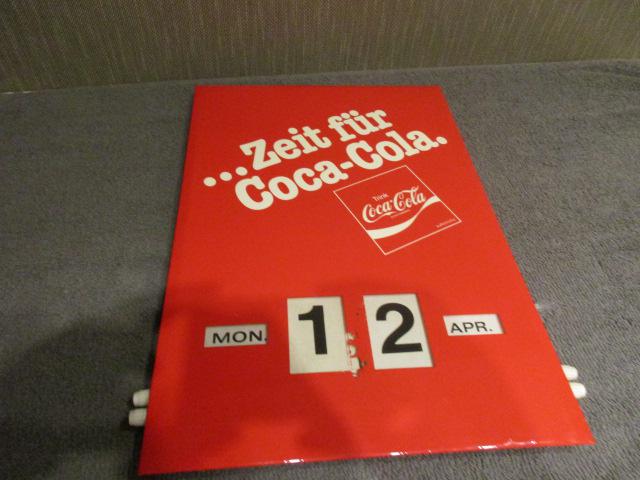 ...Zeit für
Coca-Cola.
Trink
Coca-Cola
MON. 1 2 APR.